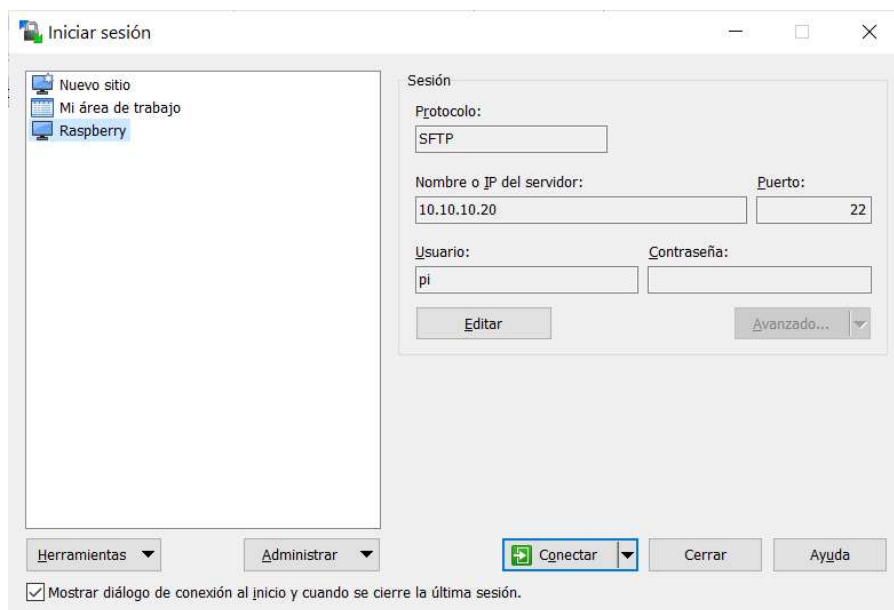 Iniciar sesión
Nuevo sitio
Mi área de trabajo
Raspberry
Sesión
Protocolo:
SFTP
Nombre o IP del servidor: Puerto:
10.10.10.20 22
Usuario: Contraseña:
pi
Editar Avanzado...
Herramientas Administrar Conectar Cerrar Ayuda
Mostrar diálogo de conexión al inicio y cuando se cierre la última sesión.